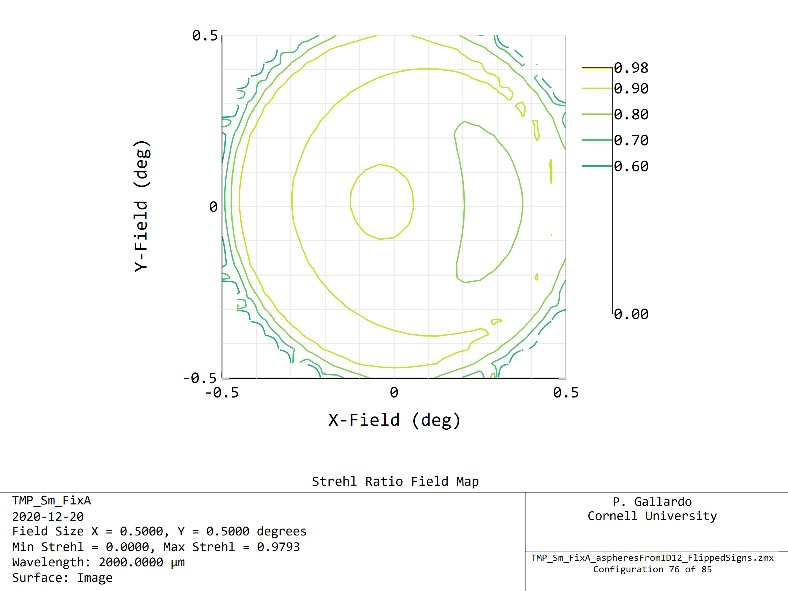 0.5
0
-0.5
Y-Field (deg)
-0.5
0
0.5
X-Field (deg)
0.98
0.90
0.80
0.70
0.60
0.00
Strehl Ratio Field Map
TMP_Sm_FixA
2020-12-20
Field Size X = 0.5000, Y = 0.5000 degrees
Min Strehl = 0.0000, Max Strehl = 0.9793
Wavelength: 2000.0000 µm
Surface: Image
P. Gallardo
Cornell University
TMP_Sm_FixA_aspheresFromID12_FlippedSigns.zmx
Configuration 76 of 85